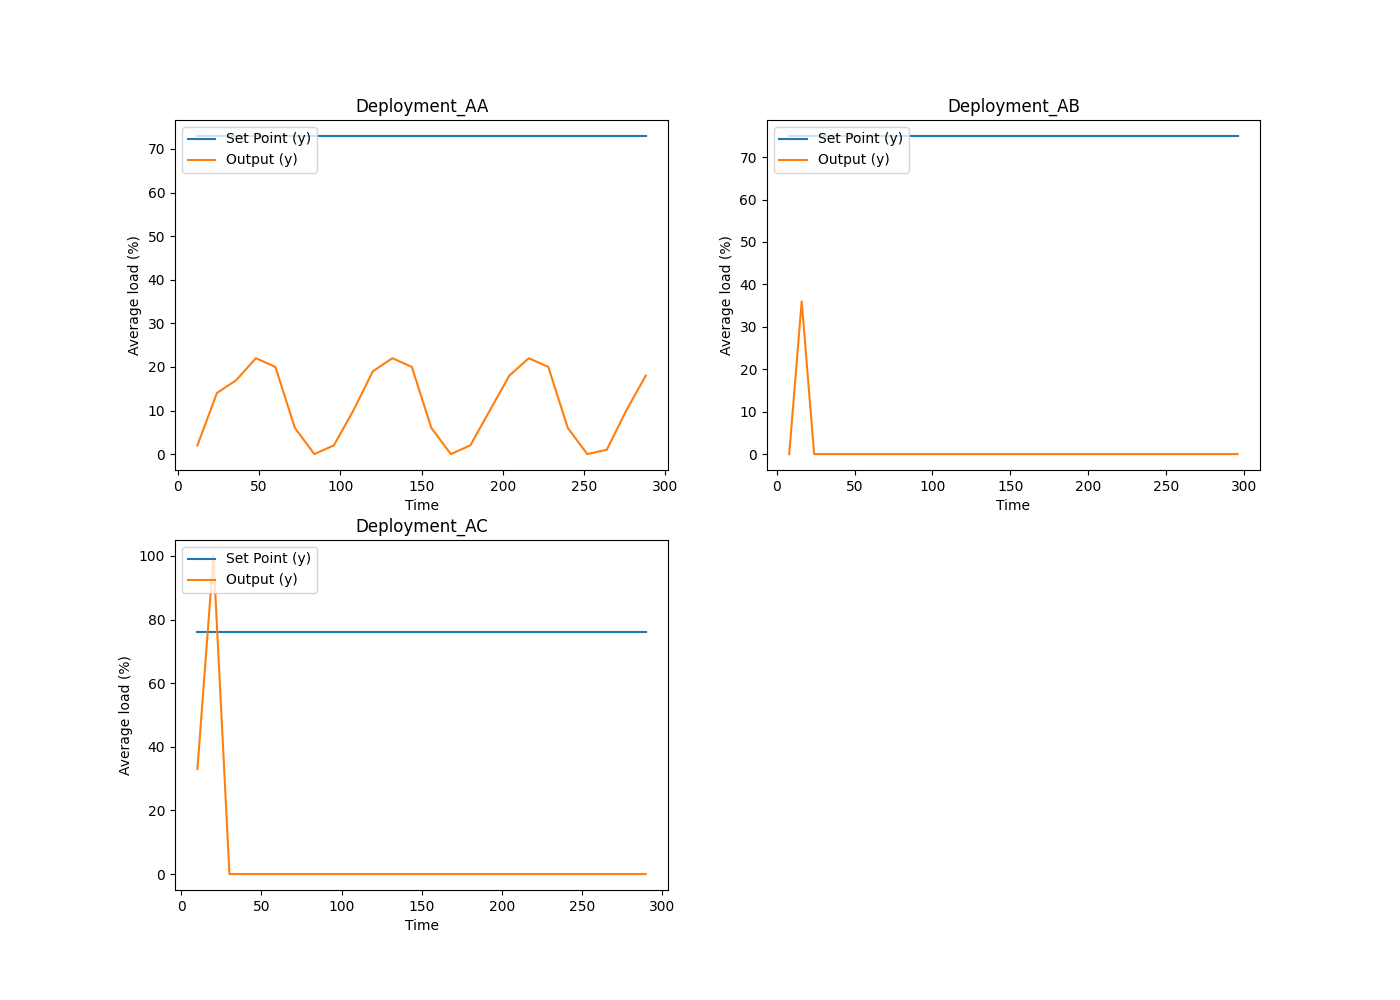 Deployment_AA
Set Point (y)
Output (y)
Average load (%)
70
60
50
40
30
20
10
0
0 50 100 150 200 250 300
Time
Deployment_AB
Set Point (y)
Output (y)
Average load (%)
70
60
50
40
30
20
10
0
0 50 100 150 200 250 300
Time
Deployment_AC
Set Point (y)
Output (y)
Average load (%)
100
80
60
40
20
0
0 50 100 150 200 250 300
Time